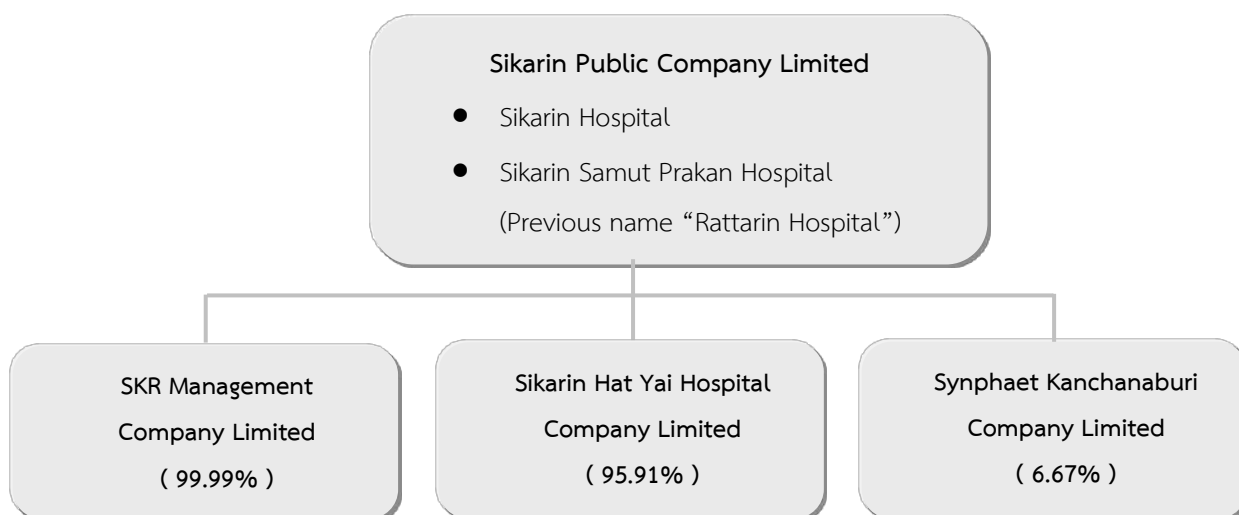 Sikarin Public Company Limited
● Sikarin Hospital
● Sikarin Samut Prakan Hospital
(Previous name “Rattarin Hospital”)
SKR Management
Company Limited
( 99.99% )
Sikarin Hat Yai Hospital
Company Limited
( 95.91% )
Synphaet Kanchanaburi
Company Limited
( 6.67% )